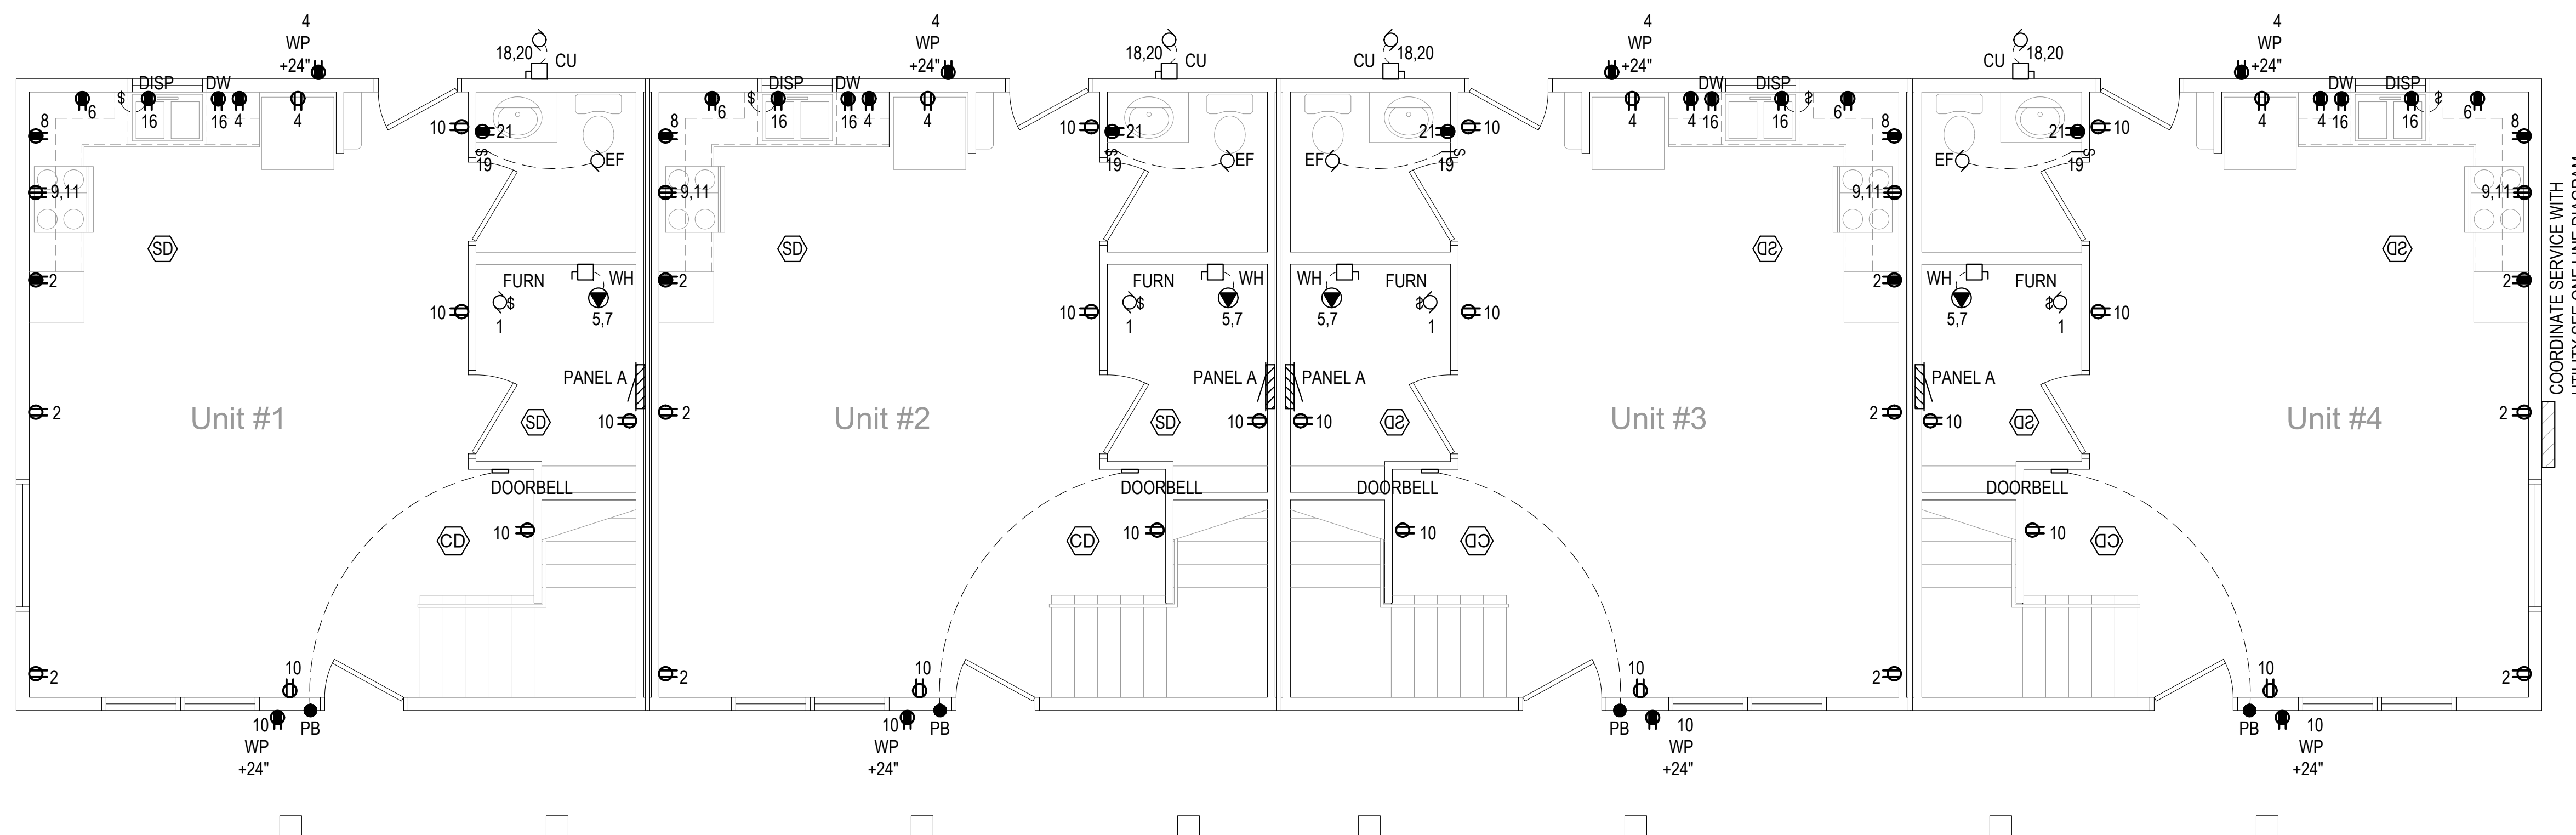 4
4
4
4
WP
WP
WP
WP
+24"
+24"
+24"
+24"
18,20
CU
18,20
CU
CU
18,20
CU
18,20
DISP
DW
DISP
DW
DW
DISP
DW
DISP
8
6
$
16
16
4
4
10
21
8
6
$
16
16
4
4
10
21
21
10
4
4
16
16
$
6
8
21
10
4
4
16
16
$
6
8
$
19
EF
$
19
EF
EF
$
19
EF
$
19
9,11
9,11
9,11
9,11
SD
SD
SD
SD
2
FURN
WH
2
FURN
WH
WH
FURN
2
WH
FURN
2
10
$
1
5,7
10
$
1
5,7
5,7
$
1
10
5,7
$
1
10
PANEL A
PANEL A
PANEL A
PANEL A
2
Unit #1
SD
10
2
Unit #2
SD
10
10
SD
Unit #3
2
10
SD
Unit #4
2
DOORBELL
DOORBELL
DOORBELL
DOORBELL
CD
10
CD
10
10
CD
10
CD
2
10
2
10
10
2
10
2
10
PB
10
PB
PB
10
PB
10
WP
WP
WP
WP
+24"
+24"
+24"
+24"
COORDINATE SERVICE WITH
UTILITY SEE ONE LINE DIAGRAM